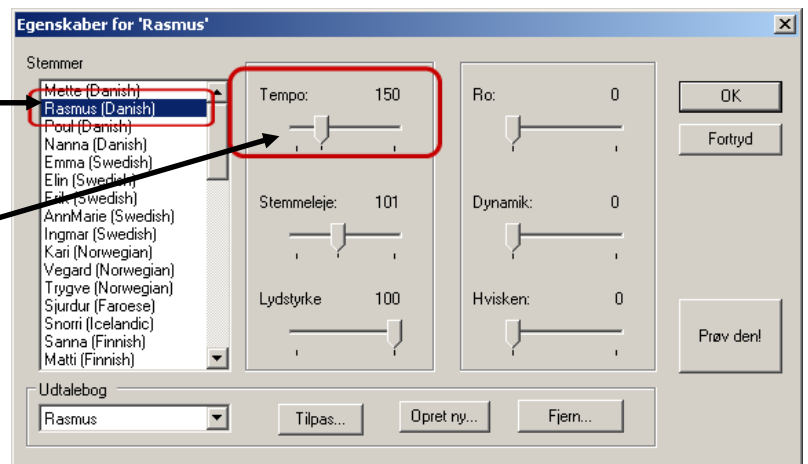 Egenskaber for 'Rasmus'
Stemmer
Mette (Danish)
Rasmus (Danish)
Poul (Danish)
Nanna (Danish)
Emma (Swedish)
Elin (Swedish)
Erik (Swedish)
AnnMarie (Swedish)
Ingmar (Swedish)
Kari (Norwegian)
Vegard (Norwegian)
Trygve (Norwegian)
Sjurdur (Faroese)
Snorri (Icelandic)
Sanna (Finnish)
Matti (Finnish)
Tempo: 150
Stemmeleje: 101
Lydstyrke 100
Ro: 0
Dynamik: 0
Hvisken: 0
OK
Fortryd
Prøv den!
Udtalebog
Rasmus
Tilpas...
Opret ny...
Fjern...